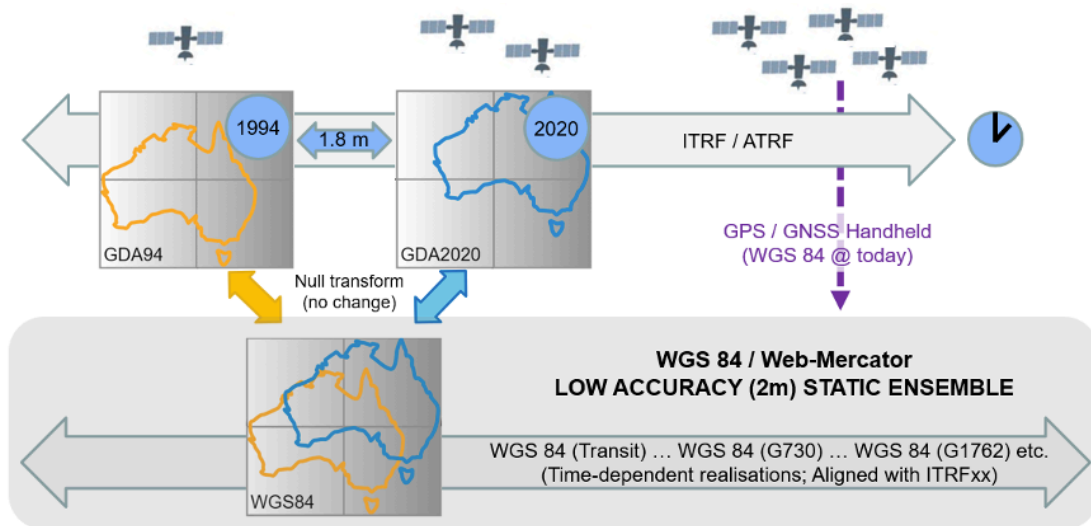 1994
1.8 m
2020
ITRF / ATRF
GDA94
GDA2020
GPS / GNSS Handheld
(WGS 84 @ today)
Null transform
(no change)
WGS 84 / Web-Mercator
LOW ACCURACY (2m) STATIC ENSEMBLE
WGS 84 (Transit) … WGS 84 (G730) … WGS 84 (G1762) etc.
(Time-dependent realisations; Aligned with ITRFxx)
WGS84